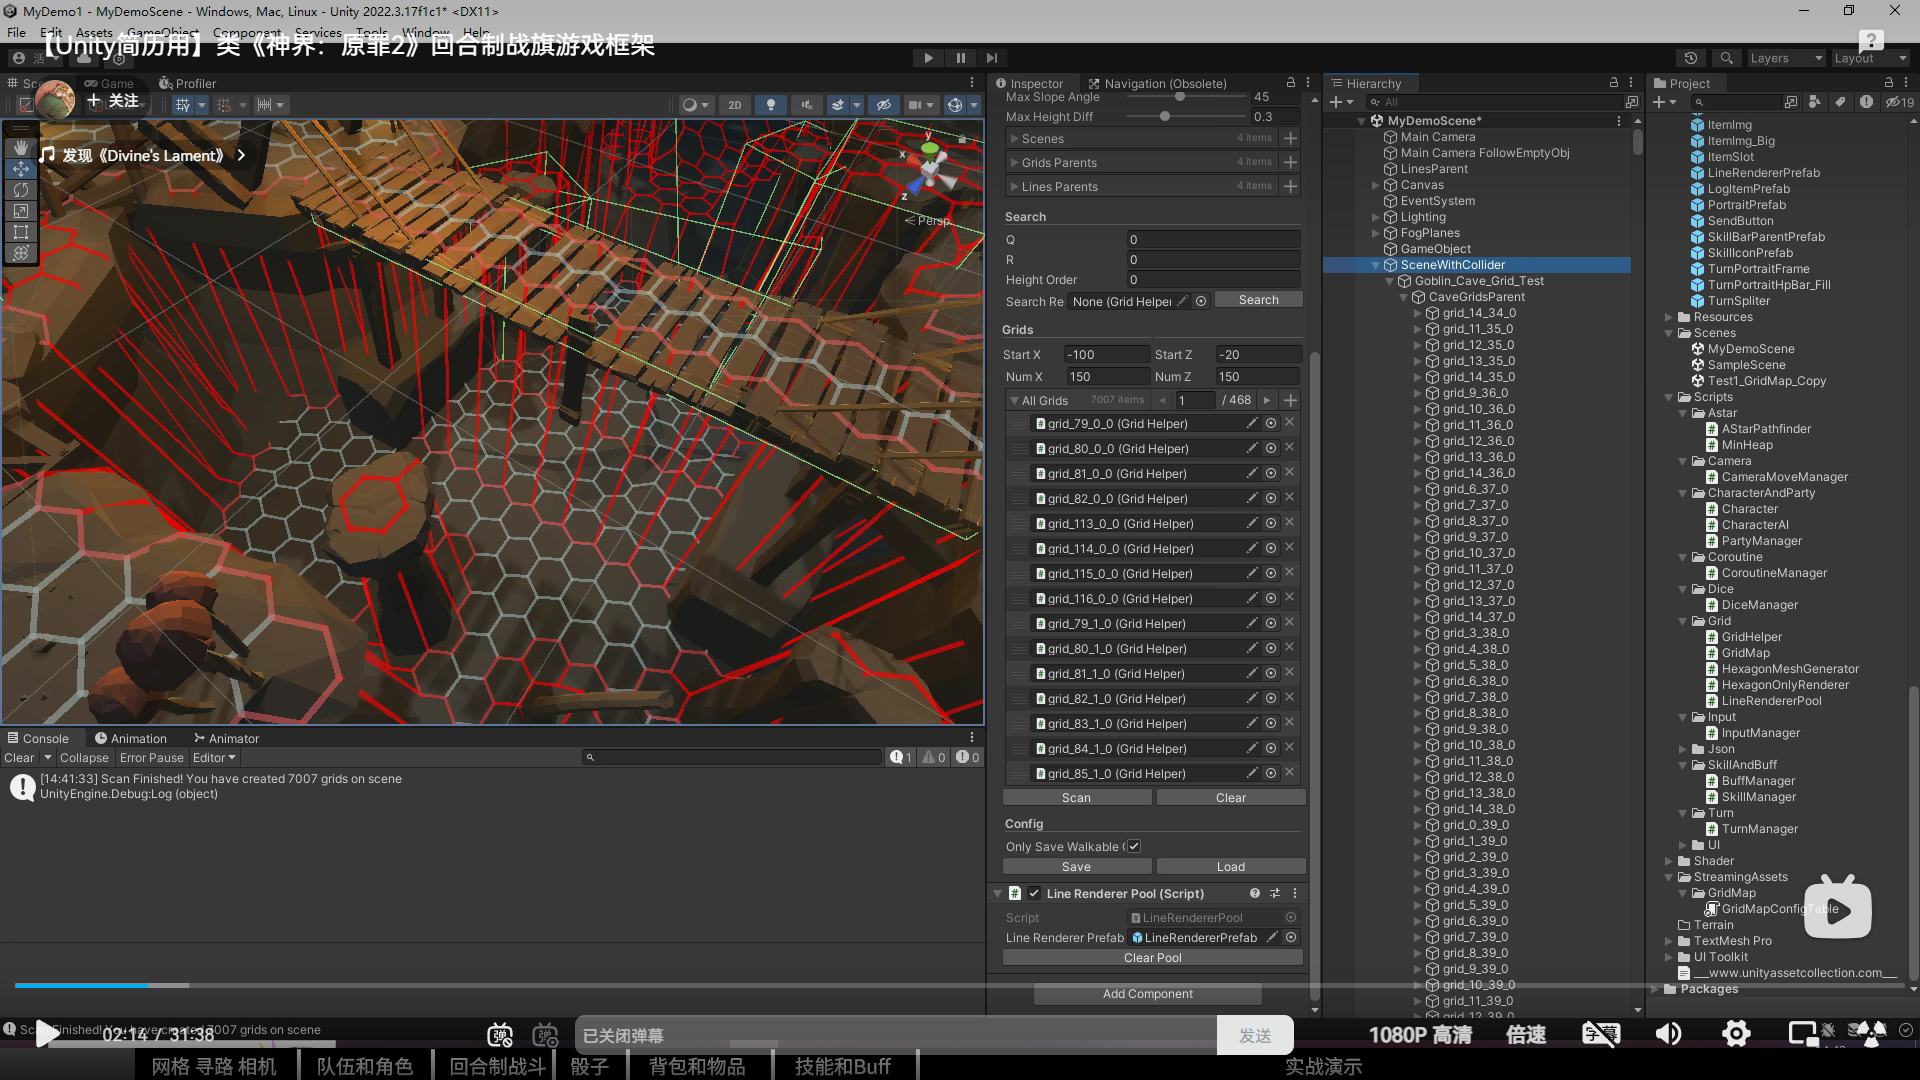 MyDemo1 - MyDemoScene - Windows, Mac, Linux - Unity 2022.3.17f1c1* <DX11>
File Edit Assets GameObject Component Services Tools Window Help
【Unity简历用】类《神界：原罪2》回合制战旗游戏框架
Layers
Layout
Game
Profiler
+ 关注
2D
发现《Divine's Lament》 >
y
x
z
< Persp
Console
Animation
Animator
Clear
Collapse
Error Pause
Editor
1
0
0
[14:41:33] Scan Finished! You have created 7007 grids on scene
UnityEngine.Debug:Log (object)
Inspector
Navigation (Obsolete)
Max Slope Angle 45
Max Height Diff 0.3
Scenes 4 items
Grids Parents 4 items
Lines Parents 4 items
Search
Q 0
R 0
Height Order 0
Search Re None (Grid Helper Search
Grids
Start X -100 Start Z -20
Num X 150 Num Z 150
All Grids 7007 items 1 / 468
grid_79_0_0 (Grid Helper)
grid_80_0_0 (Grid Helper)
grid_81_0_0 (Grid Helper)
grid_82_0_0 (Grid Helper)
grid_113_0_0 (Grid Helper)
grid_114_0_0 (Grid Helper)
grid_115_0_0 (Grid Helper)
grid_116_0_0 (Grid Helper)
grid_79_1_0 (Grid Helper)
grid_80_1_0 (Grid Helper)
grid_81_1_0 (Grid Helper)
grid_82_1_0 (Grid Helper)
grid_83_1_0 (Grid Helper)
grid_84_1_0 (Grid Helper)
grid_85_1_0 (Grid Helper)
Scan Clear
Config
Only Save Walkable
Save Load
Line Renderer Pool (Script)
Script LineRendererPool
Line Renderer Prefab LineRendererPrefab
Clear Pool
Add Component
Hierarchy
All
MyDemoScene*
Main Camera
Main Camera FollowEmptyObj
LinesParent
Canvas
EventSystem
Lighting
FogPlanes
GameObject
SceneWithCollider
Goblin_Cave_Grid_Test
CaveGridsParent
grid_14_34_0
grid_11_35_0
grid_12_35_0
grid_13_35_0
grid_14_35_0
grid_9_36_0
grid_10_36_0
grid_11_36_0
grid_12_36_0
grid_13_36_0
grid_14_36_0
grid_6_37_0
grid_7_37_0
grid_8_37_0
grid_9_37_0
grid_10_37_0
grid_11_37_0
grid_12_37_0
grid_13_37_0
grid_14_37_0
grid_3_38_0
grid_4_38_0
grid_5_38_0
grid_6_38_0
grid_7_38_0
grid_8_38_0
grid_9_38_0
grid_10_38_0
grid_11_38_0
grid_12_38_0
grid_13_38_0
grid_14_38_0
grid_0_39_0
grid_1_39_0
grid_2_39_0
grid_3_39_0
grid_4_39_0
grid_5_39_0
grid_6_39_0
grid_7_39_0
grid_8_39_0
grid_9_39_0
grid_10_39_0
grid_11_39_0
grid_12_39_0
Project
19
ItemImg
ItemImg_Big
ItemSlot
LineRendererPrefab
LogItemPrefab
PortraitPrefab
SendButton
SkillBarParentPrefab
SkillIconPrefab
TurnPortraitFrame
TurnPortraitHpBar_Fill
TurnSpliter
Resources
Scenes
MyDemoScene
SampleScene
Test1_GridMap_Copy
Scripts
Astar
AStarPathfinder
MinHeap
Camera
CameraMoveManager
CharacterAndParty
Character
CharacterAI
PartyManager
Coroutine
CoroutineManager
Dice
DiceManager
Grid
GridHelper
GridMap
HexagonMeshGenerator
HexagonOnlyRenderer
LineRendererPool
Input
InputManager
Json
SkillAndBuff
BuffManager
SkillManager
Turn
TurnManager
UI
Shader
StreamingAssets
GridMap
GridMapConfigTable
Terrain
TextMesh Pro
UI Toolkit
__www.unityassetcollection.com__
Packages
Scan Finished! You have created 7007 grids on scene
02:14 / 31:38
弹
弹
已关闭弹幕
发送
1080P 高清
倍速
字幕
网格 寻路 相机
队伍和角色
回合制战斗
骰子
背包和物品
技能和Buff
实战演示